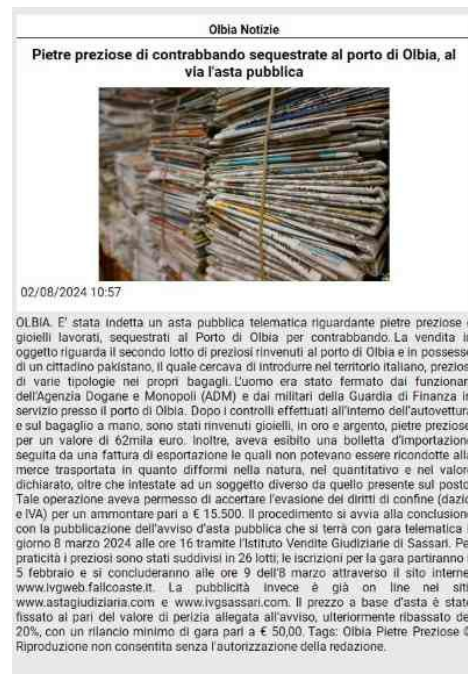 Olbia Notizie
Pietre preziose di contrabbando sequestrate al porto di Olbia, al
via l'asta pubblica
02/08/2024 10:57
OLBIA. E' stata indetta un asta pubblica telematica riguardante pietre preziose
gioielli lavorati, sequestrati al Porto di Olbia per contrabbando. La vendita
oggetto riguarda il secondo lotto di preziosi rinvenuti al porto di Olbia e in possesso
di un cittadino pakistano, il quale cercava di introdurre nel territorio italiano, preziosi
di varie tipologie nei propri bagagli. L'uomo era stato fermato dai funzionari
dell'Agenzia Dogane e Monopoli (ADM) e dai militari della Guardia di Finanza in
servizio presso il porto di Olbia. Dopo i controlli effettuati all'interno dell'autovettura
e sul bagaglio a mano, sono stati rinvenuti gioielli, in oro e argento, pietre preziose
per un valore di 62mila euro. Inoltre, aveva esibito una bolletta d'importazione
seguita da una fattura di esportazione le quali non potevano essere ricondotte alla
merce trasportata in quanto difformi nella natura, nel quantitativo e nel valore
dichiarato, oltre che intestate ad un soggetto diverso da quello presente sul posto.
Tale operazione aveva permesso di accertare l'evasione dei diritti di confine (dazio
e IVA) per un ammontare pari a € 15.500. Il procedimento si avvia alla conclusione
con la pubblicazione dell'avviso d'asta pubblica che si terrà con gara telematica
giorno 8 marzo 2024 alle ore 16 tramite l'Istituto Vendite Giudiziarie di Sassari. Per
praticità i preziosi sono stati suddivisi in 26 lotti; le iscrizioni per la gara partiranno
5 febbraio e si concluderanno alle ore 9 dell'8 marzo attraverso il sito internet
www.ivgweb.fallcoaste.it. La pubblicità invece è già on line nei siti
www.astagiudiziaria.com e www.ivgsassari.com. Il prezzo a base d'asta è stato
fissato al pari del valore di perizia allegata all'avviso, ulteriormente ribassato del
20%, con un rilancio minimo di gara pari a € 50,00. Tags: Olbia Pietre Preziose ©
Riproduzione non consentita senza l'autorizzazione della redazione.